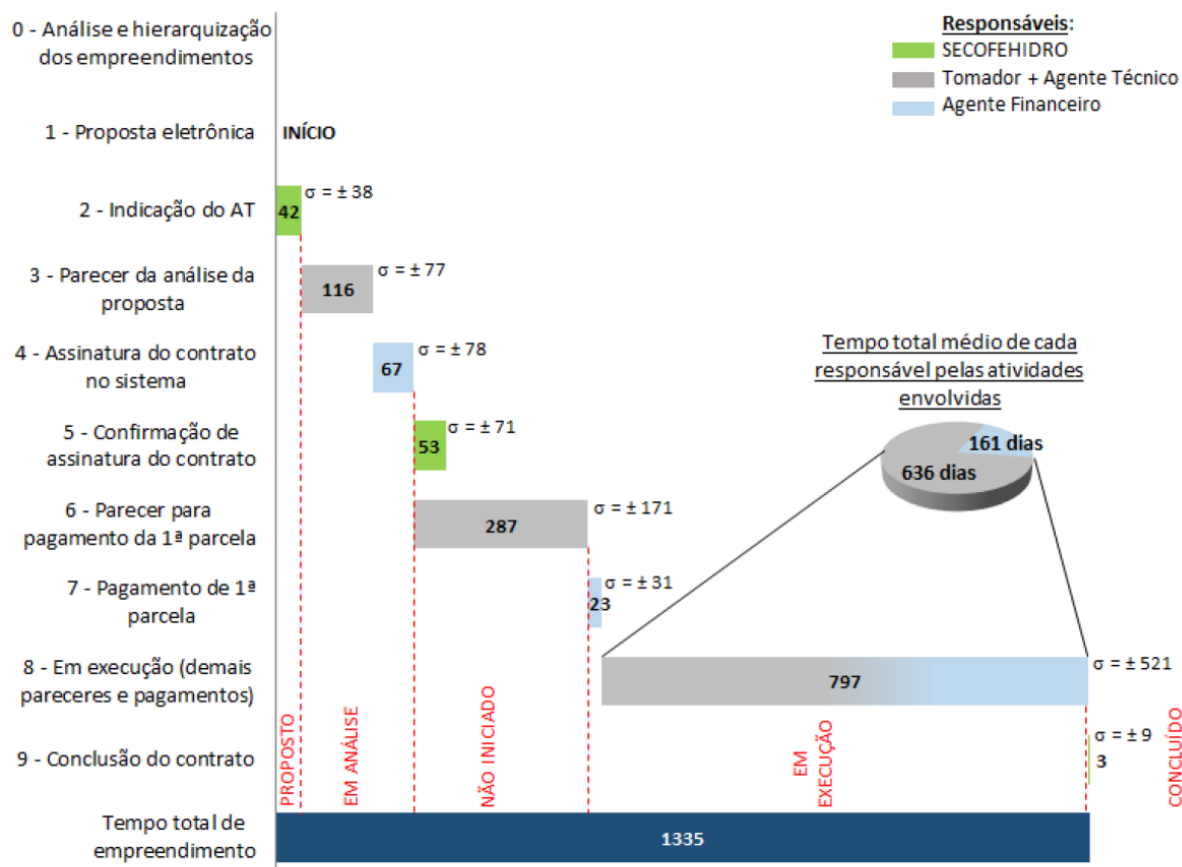 0 - Análise e hierarquização
dos empreendimentos
Responsáveis:
SECOFEHIDRO
Tomador + Agente Técnico
Agente Financeiro
1 - Proposta eletrônica
INÍCIO
2 - Indicação do AT
42
σ = ± 38
3 - Parecer da análise da
proposta
116
σ = ± 77
4 - Assinatura do contrato
no sistema
67
σ = ± 78
5 - Confirmação de
assinatura do contrato
53
σ = ± 71
6 - Parecer para
pagamento da 1ª parcela
287
σ = ± 171
7 - Pagamento de 1ª
parcela
23
σ = ± 31
Tempo total médio de cada
responsável pelas atividades
envolvidas
161 dias
636 dias
8 - Em execução (demais
pareceres e pagamentos)
797
σ = ± 521
9 - Conclusão do contrato
σ = ± 9
3
PROPOSTO
EM ANÁLISE
NÃO INICIADO
EM
EXECUÇÃO
CONCLUÍDO
Tempo total de
empreendimento
1335